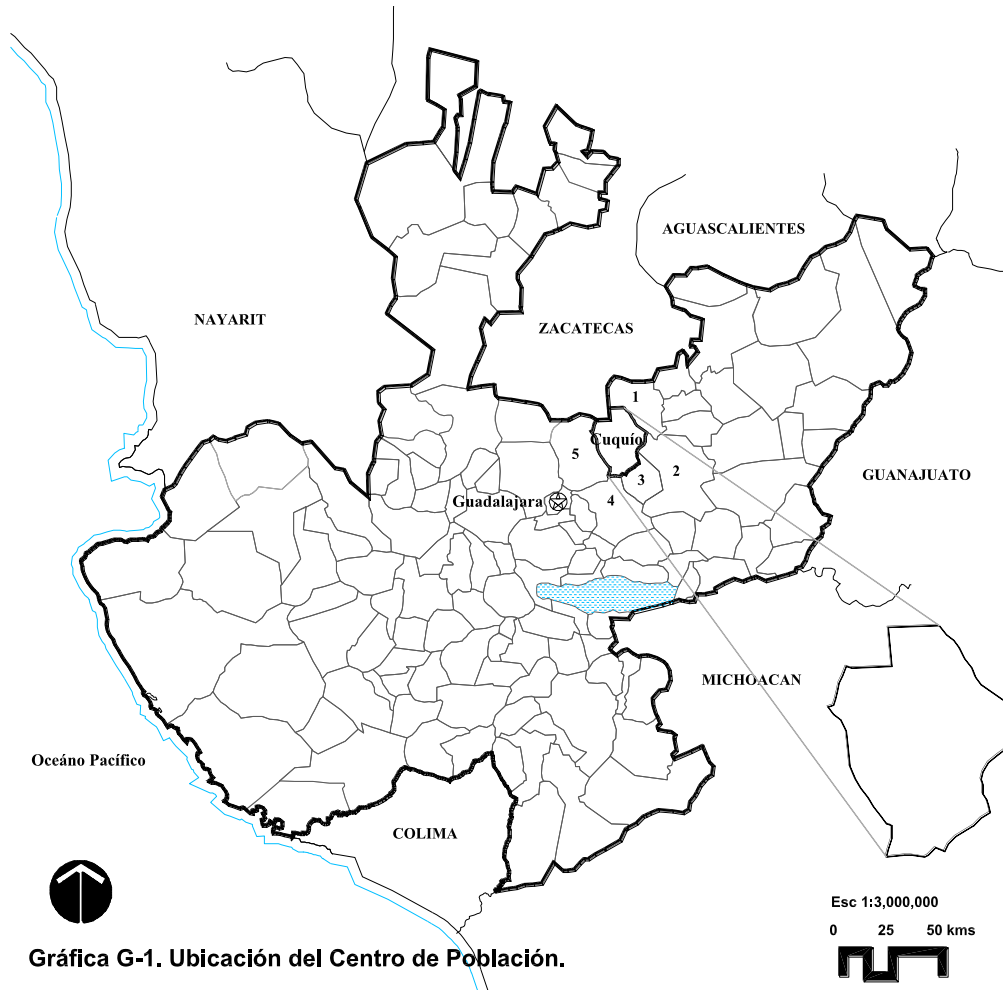 AGUASCALIENTES
NAYARIT
ZACATECAS
1
Cuquío
5
2
3
GUANAJUATO
4
Guadalajara
MICHOACAN
Oceáno Pacífico
COLIMA
Esc 1:3,000,000
0 25 50 kms
Gráfica G-1. Ubicación del Centro de Población.